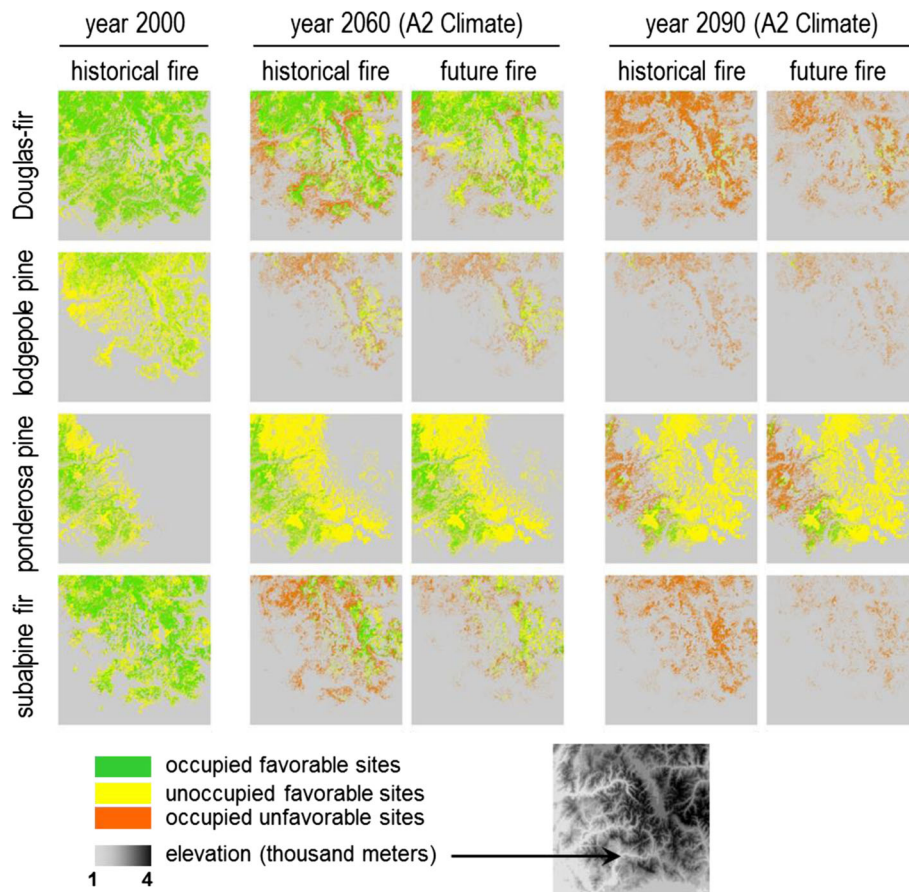 year 2000
year 2060 (A2 Climate)
year 2090 (A2 Climate)
historical fire
historical fire
future fire
historical fire
future fire
Douglas-fir
lodgepole pine
ponderosa pine
subalpine fir
occupied favorable sites
unoccupied favorable sites
occupied unfavorable sites
elevation (thousand meters)
1 4